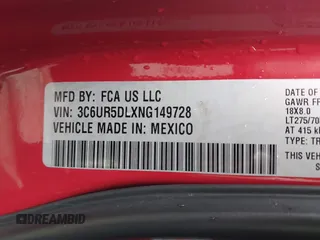 MFD BY: FCA US LLC
VIN: 3C6UR5DLXNG149728
VEHICLE MADE IN: MEXICO
DATE OF
GAWR FR
18X8.0
LT275/70
AT 415 k
TYPE: TR
THIS VEH
DREAMBID